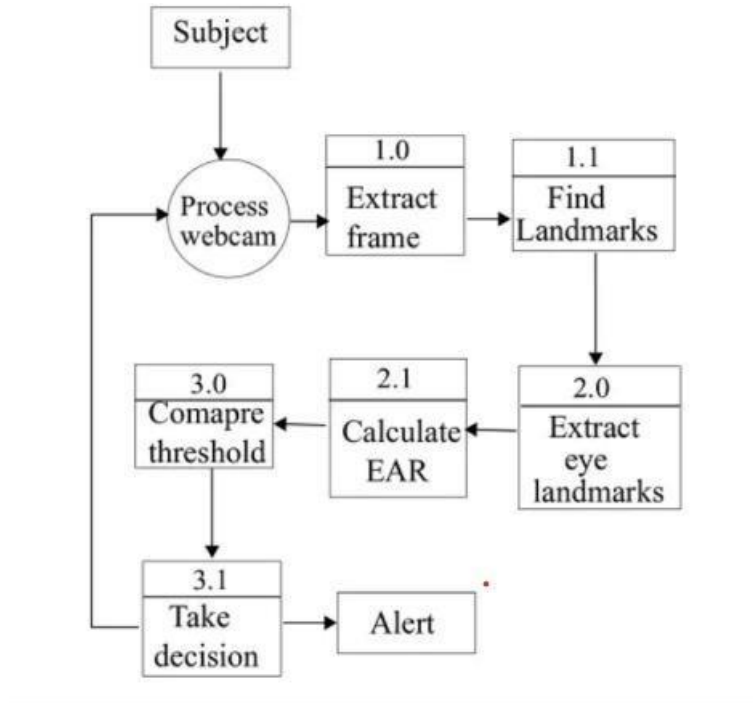 Subject
Process
webcam
1.0
Extract
frame
1.1
Find
Landmarks
2.0
Extract
eye
landmarks
2.1
Calculate
EAR
3.0
Comapre
threshold
3.1
Take
decision
Alert